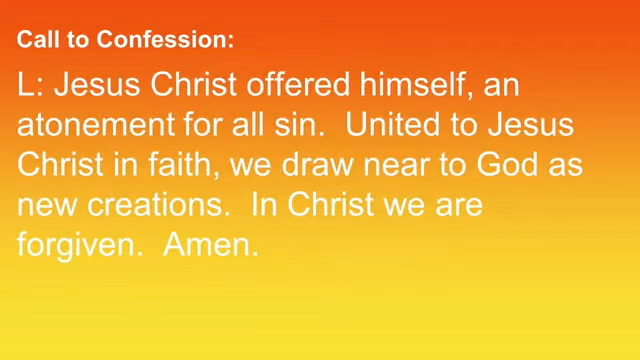 Call to Confession:
L: Jesus Christ offered himself, an
atonement for all sin.  United to Jesus
Christ in faith, we draw near to God as
new creations.  In Christ we are
forgiven.  Amen.